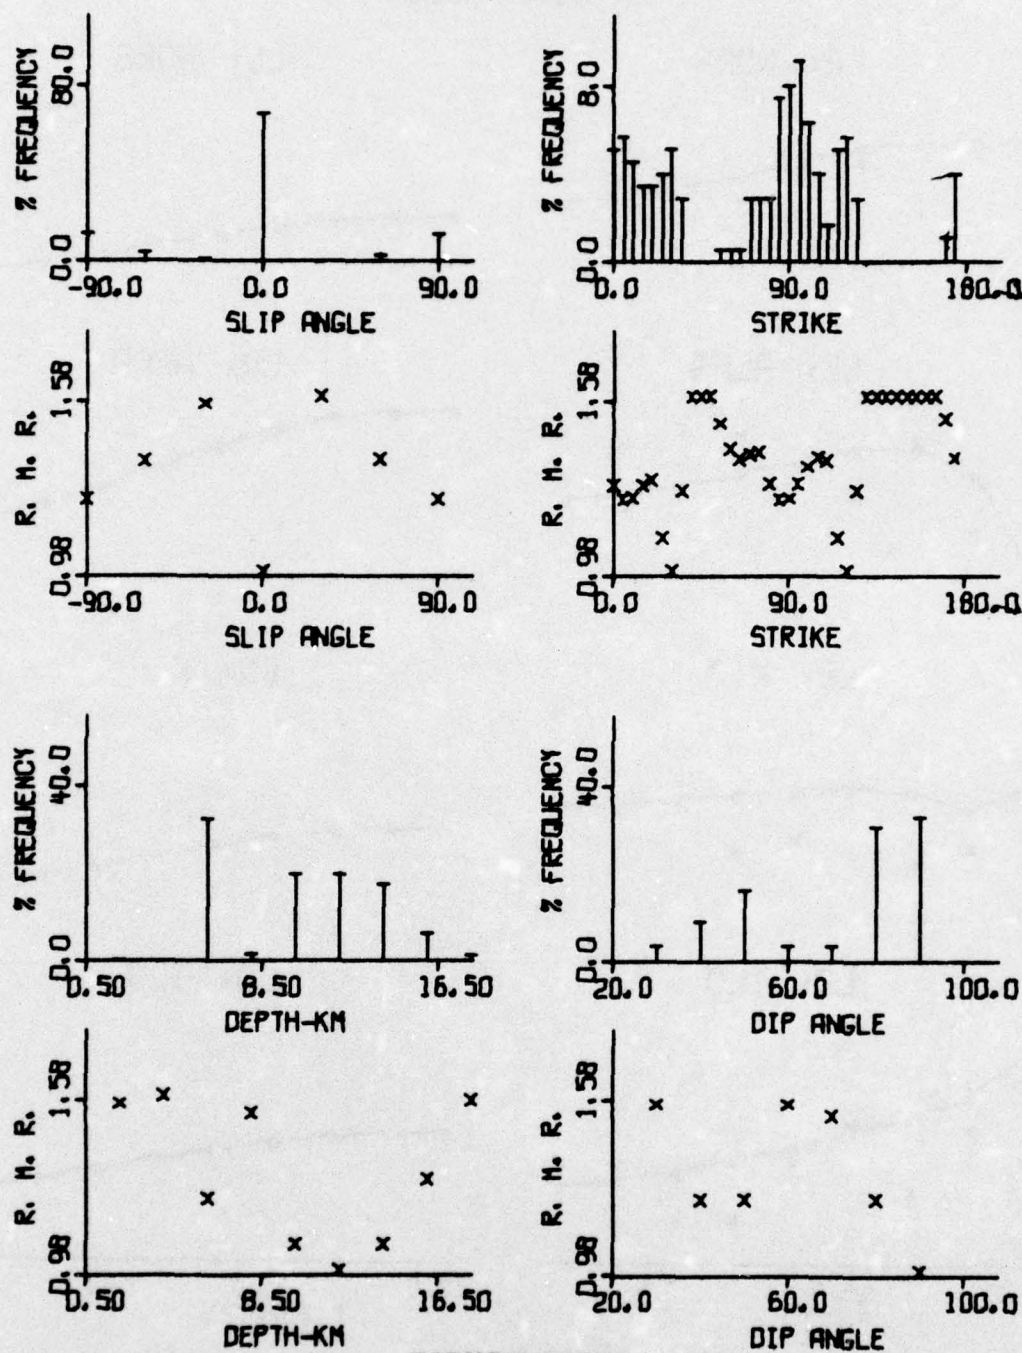 % FREQUENCY
80.0
0.0
-90.0 0.0 90.0
SLIP ANGLE
% FREQUENCY
8.0
0.0
0.0 90.0 180.0
STRIKE
R. M. R.
1.58
0.98
-90.0 0.0 90.0
SLIP ANGLE
R. M. R.
1.58
0.98
0.0 90.0 180.0
STRIKE
% FREQUENCY
40.0
0.0
0.50 8.50 16.50
DEPTH-KM
% FREQUENCY
40.0
0.0
20.0 60.0 100.0
DIP ANGLE
R. M. R.
1.58
0.98
0.50 8.50 16.50
DEPTH-KM
R. M. R.
1.58
0.98
20.0 60.0 100.0
DIP ANGLE